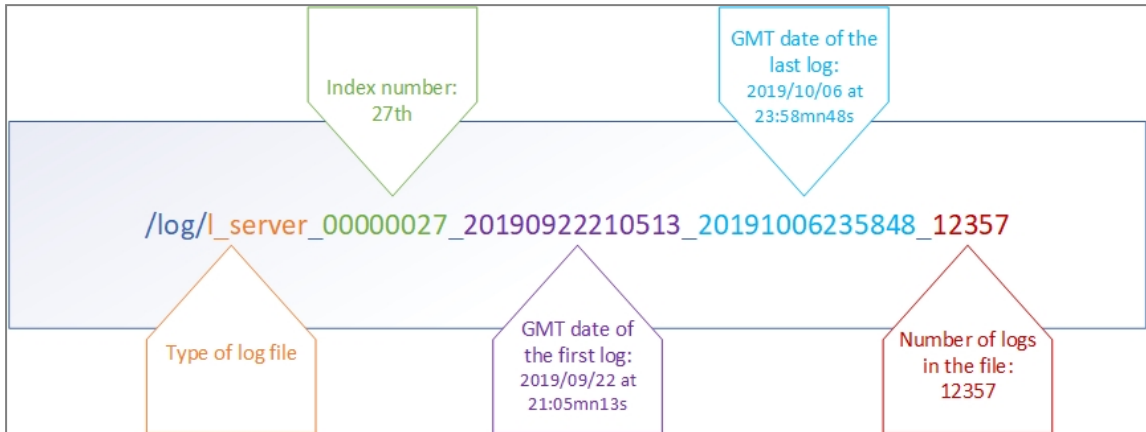 Index number:
27th
GMT date of the
last log:
2019/10/06 at
23:58mn48s
/log/l_server_00000027_20190922210513_20191006235848_12357
Type of log file
GMT date of
the first log:
2019/09/22 at
21:05mn13s
Number of logs
in the file:
12357